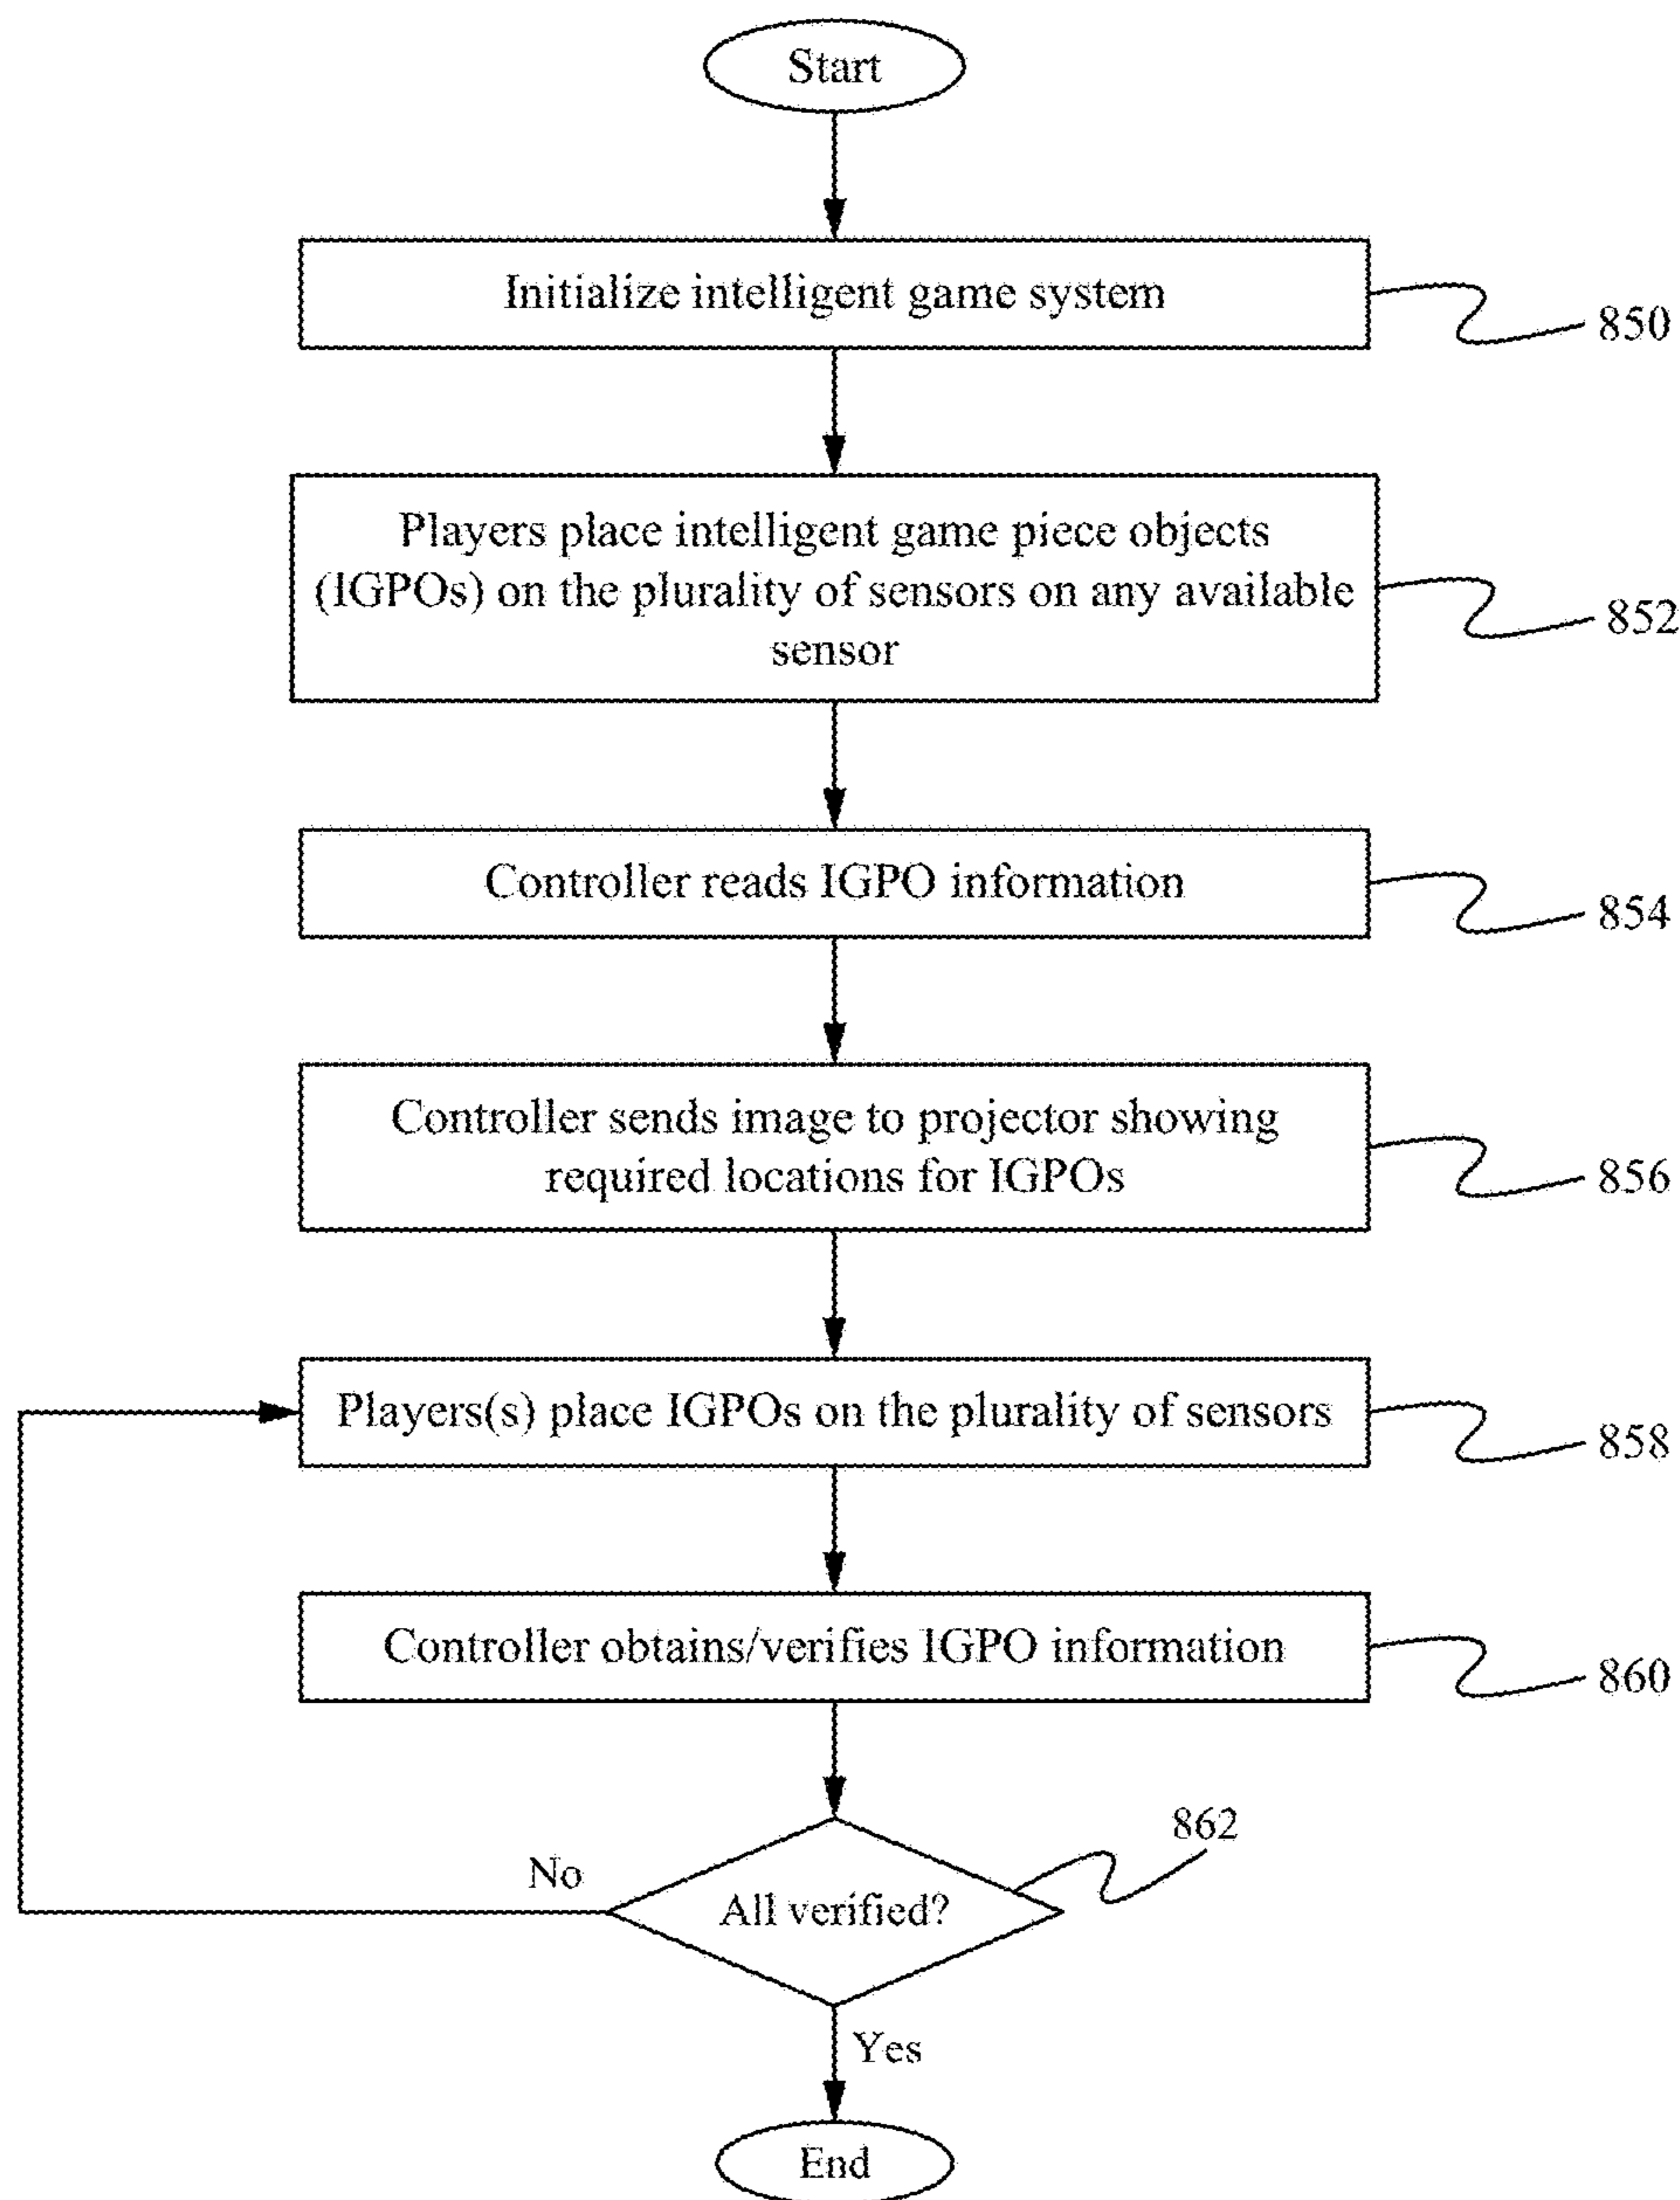 Start
Initialize intelligent game system
850
Players place intelligent game piece objects
(IGPOs) on the plurality of sensors on any available
sensor
852
Controller reads IGPO information
854
Controller sends image to projector showing
required locations for IGPOs
856
Players(s) place IGPOs on the plurality of sensors
858
Controller obtains/verifies IGPO information
860
862
No
All verified?
Yes
End